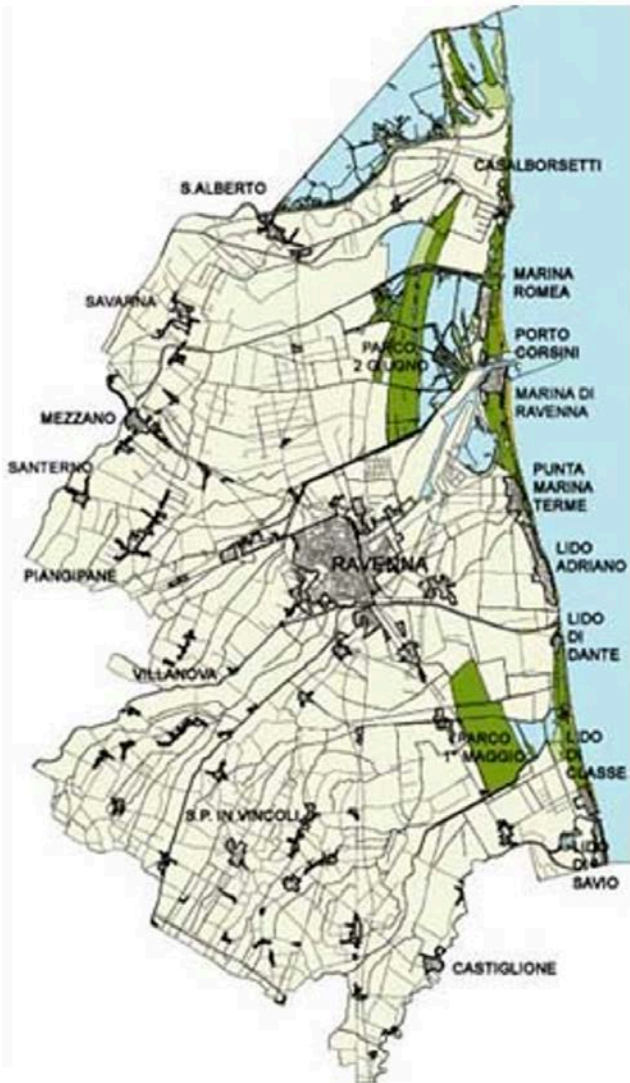 CASALBORSETTI
S.ALBERTO
MARINA
ROMEA
SAVARNA
PORTO
CORSINI
PARCO
2 GIUGNO
MARINA DI
RAVENNA
MEZZANO
SANTERNO
PUNTA
MARINA
TERME
LIDO
ADRIANO
RAVENNA
PIANGIPANE
LIDO
DI
DANTE
VILLANOVA
PARCO
1° MAGGIO
LIDO
DI
CLASSE
S.P. IN VINCOLI
LIDO
DI
SAVIO
CASTIGLIONE